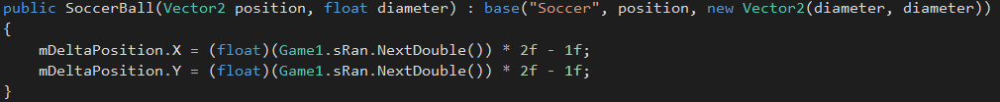 public SoccerBall(Vector2 position, float diameter) : base("Soccer", position, new Vector2(diameter, diameter))
{
    mDeltaPosition.X = (float)(Game1.sRan.NextDouble()) * 2f - 1f;
    mDeltaPosition.Y = (float)(Game1.sRan.NextDouble()) * 2f - 1f;
}